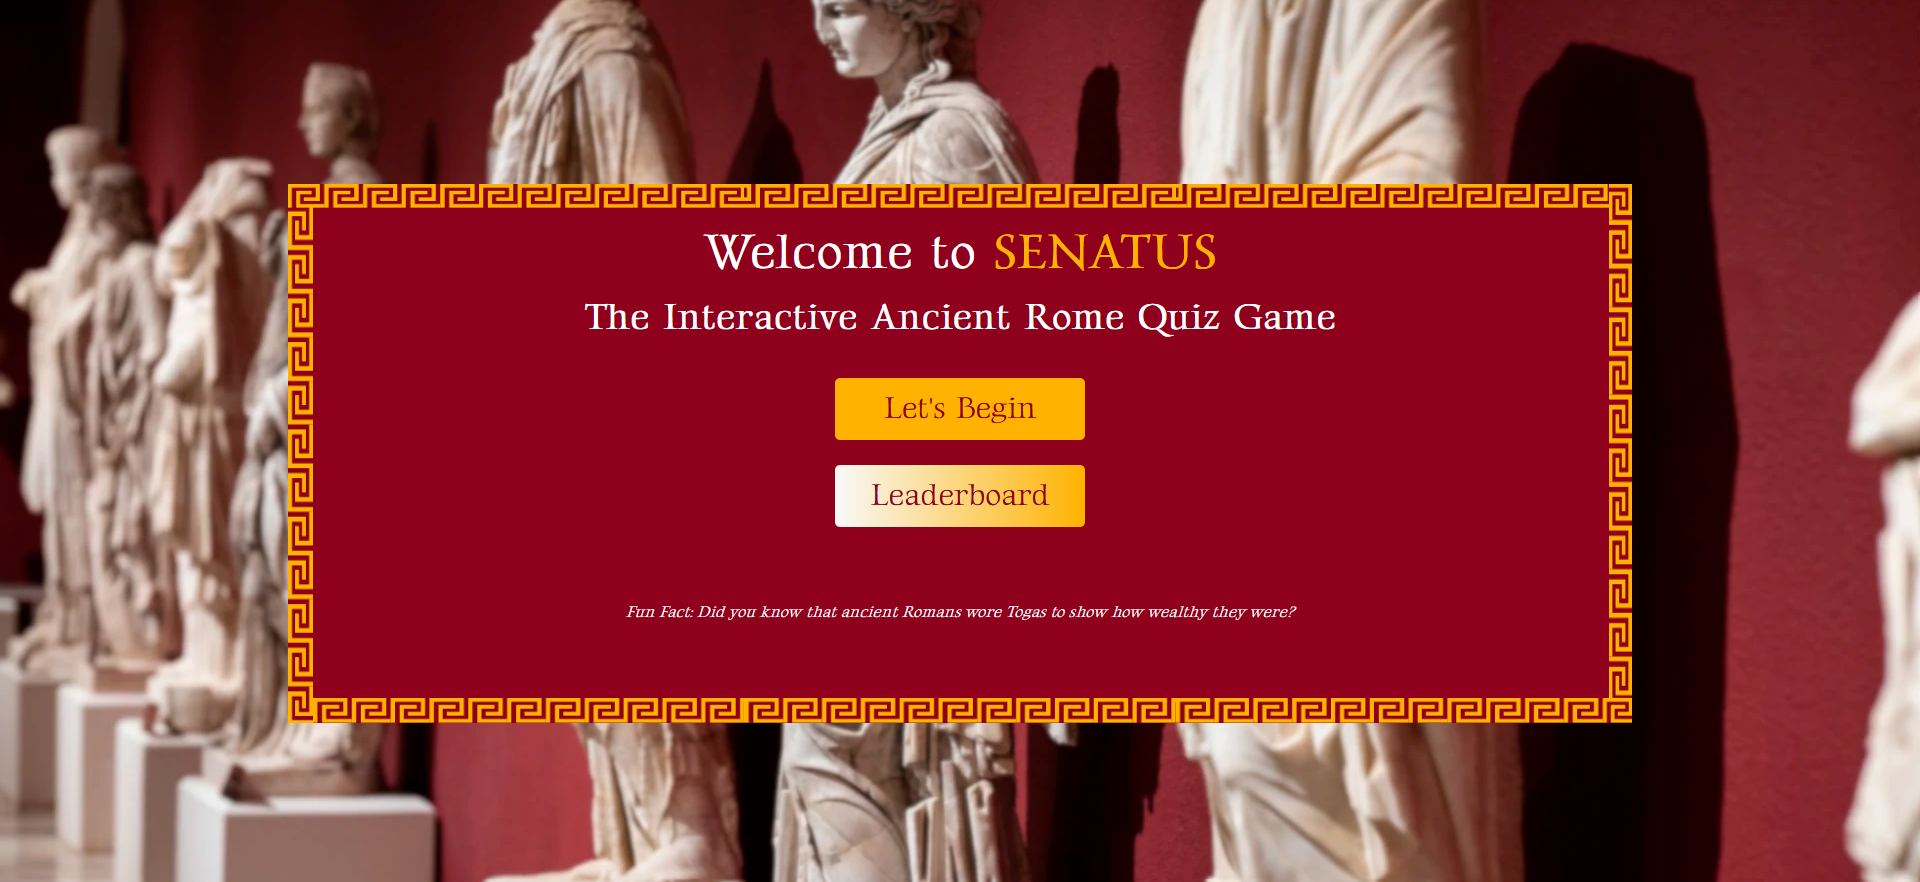 Welcome to SENATUS
The Interactive Ancient Rome Quiz Game
Let's Begin
Leaderboard
Fun Fact: Did you know that ancient Romans wore Togas to show how wealthy they were?